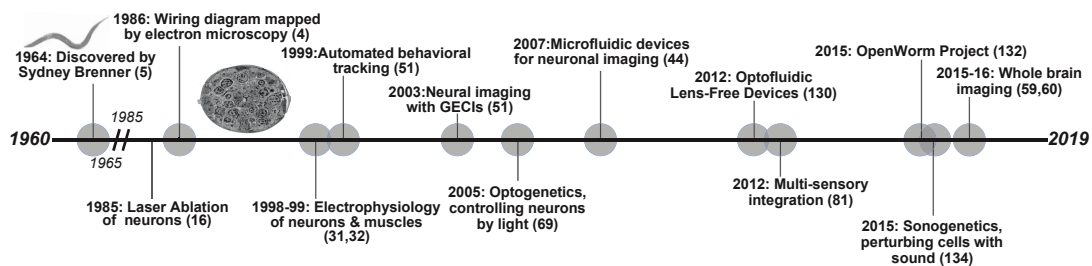 1986: Wiring diagram mapped
by electron microscopy (4)
1964: Discovered by
Sydney Brenner (5)
1999:Automated behavioral
tracking (51)
2003:Neural imaging
with GECIs (51)
2007:Microfluidic devices
for neuronal imaging (44)
2012: Optofluidic
Lens-Free Devices (130)
2015: OpenWorm Project (132)
2015-16: Whole brain
imaging (59,60)
1960
1985
1965
2019
1985: Laser Ablation
of neurons (16)
1998-99: Electrophysiology
of neurons & muscles
(31,32)
2005: Optogenetics,
controlling neurons
by light (69)
2012: Multi-sensory
integration (81)
2015: Sonogenetics,
perturbing cells with
sound (134)